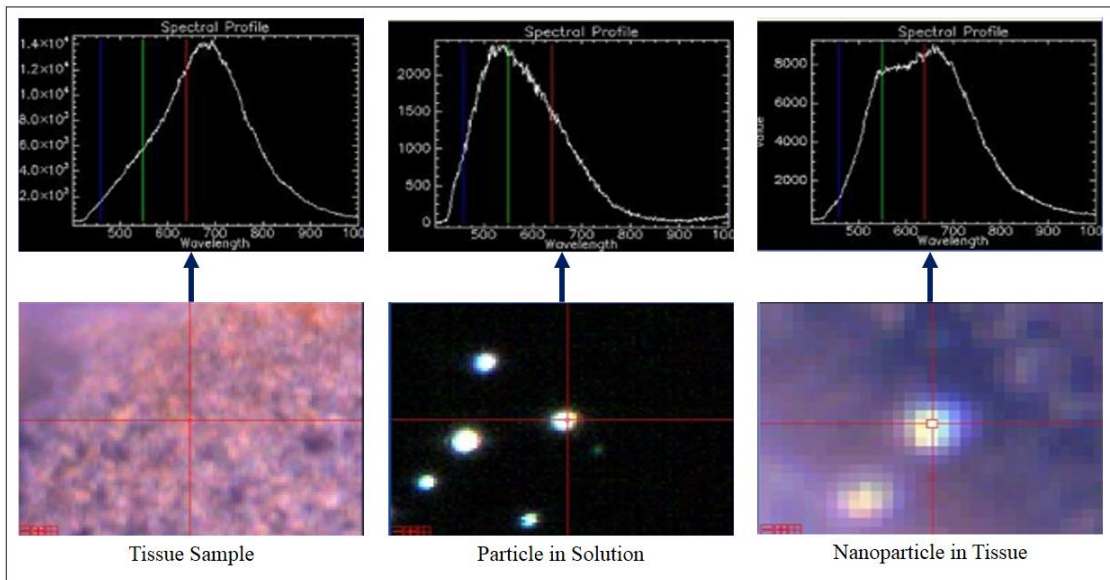 Spectral Profile
1.4×10⁴
1.2×10⁴
1.0×10⁴
8.0×10³
6.0×10³
4.0×10³
2.0×10³
500 600 700 800 900 100
Wavelength
Spectral Profile
2000
1500
1000
500
0
500 600 700 800 900 100
Wavelength
Spectral Profile
8000
6000
4000
2000
Value
500 600 700 800 900 100
Wavelength
Tissue Sample
Particle in Solution
Nanoparticle in Tissue